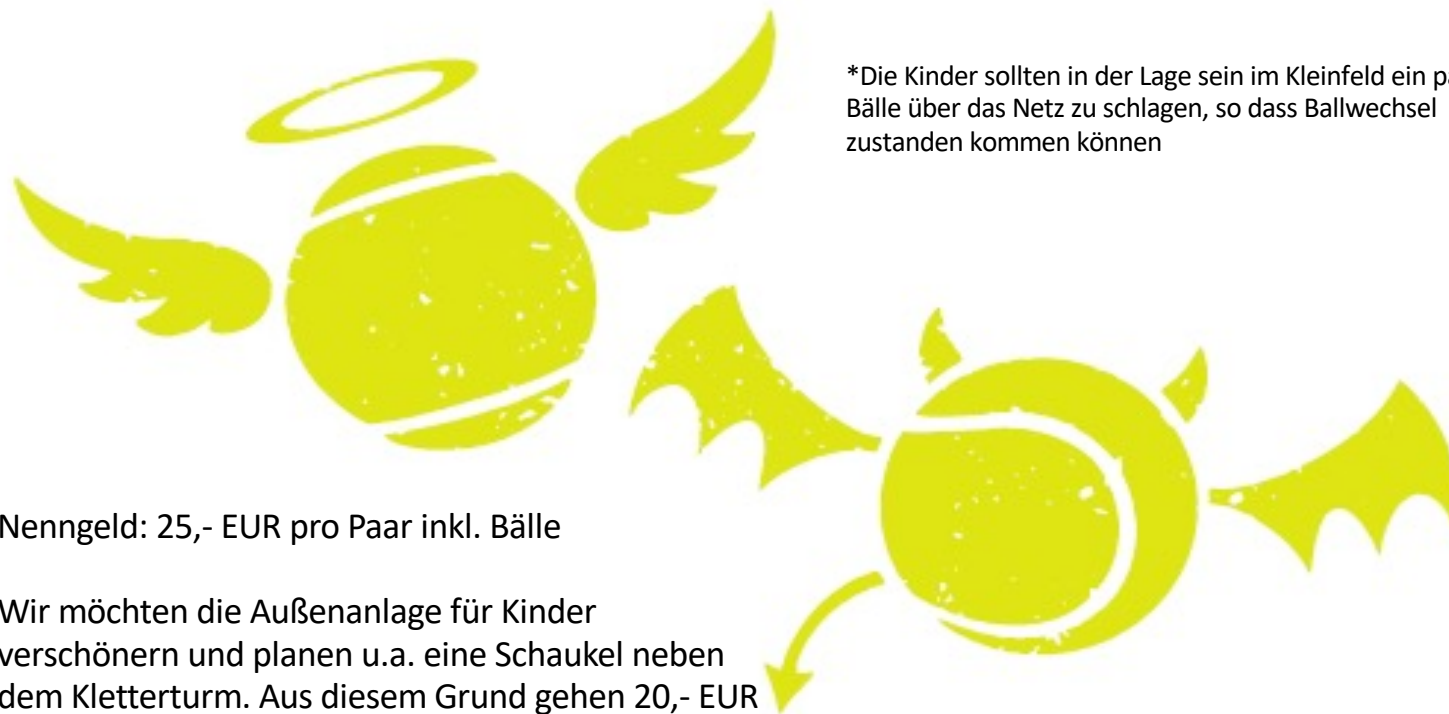 *Die Kinder sollten in der Lage sein im Kleinfeld ein
Bälle über das Netz zu schlagen, so dass Ballwechsel
zustanden kommen können
Nenngeld: 25,- EUR pro Paar inkl. Bälle
Wir möchten die Außenanlage für Kinder
verschönern und planen u.a. eine Schaukel neben
dem Kletterturm. Aus diesem Grund gehen 20,- EUR